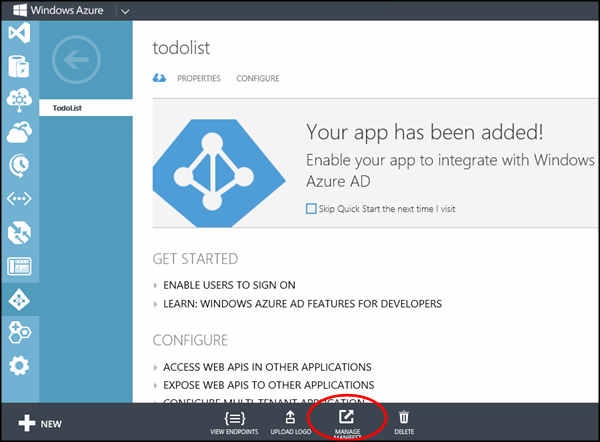 Windows Azure
todolist
PROPERTIES CONFIGURE
TodoList
Your app has been added!
Enable your app to integrate with Windows
Azure AD
Skip Quick Start the next time I visit
GET STARTED
ENABLE USERS TO SIGN ON
LEARN: WINDOWS AZURE AD FEATURES FOR DEVELOPERS
CONFIGURE
ACCESS WEB APIS IN OTHER APPLICATIONS
EXPOSE WEB APIS TO OTHER APPLICATIONS
CONFIGURE MULTI-TENANT APPLICATION
NEW
VIEW ENDPOINTS UPLOAD LOGO MANAGE DELETE
MANIFEST